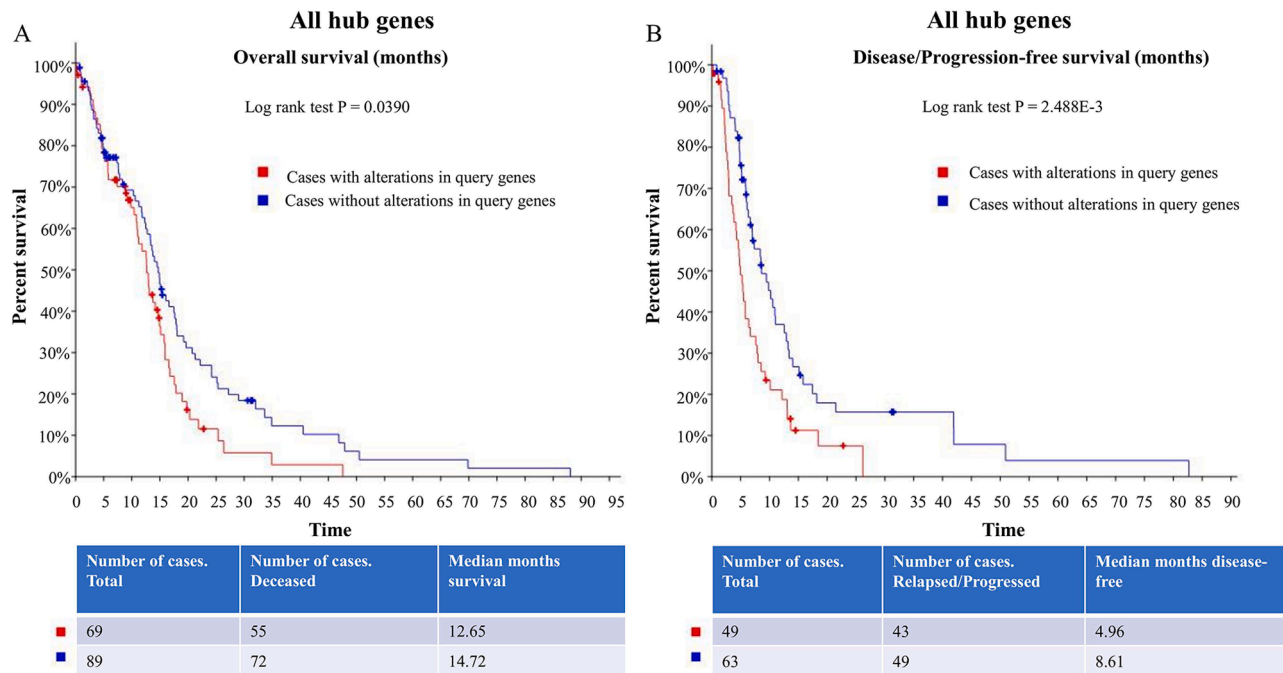 A
All hub genes
Overall survival (months)
Log rank test P = 0.0390
Cases with alterations in query genes
Cases without alterations in query genes
Percent survival
100%
90%
80%
70%
60%
50%
40%
30%
20%
10%
0%
0 5 10 15 20 25 30 35 40 45 50 55 60 65 70 75 80 85 90 95
Time
Number of cases. Total
Number of cases. Deceased
Median months survival
69 55 12.65
89 72 14.72
B
All hub genes
Disease/Progression-free survival (months)
Log rank test P = 2.488E-3
Cases with alterations in query genes
Cases without alterations in query genes
Percent survival
100%
90%
80%
70%
60%
50%
40%
30%
20%
10%
0%
0 5 10 15 20 25 30 35 40 45 50 55 60 65 70 75 80 85 90
Time
Number of cases. Total
Number of cases. Relapsed/Progressed
Median months disease-free
49 43 4.96
63 49 8.61